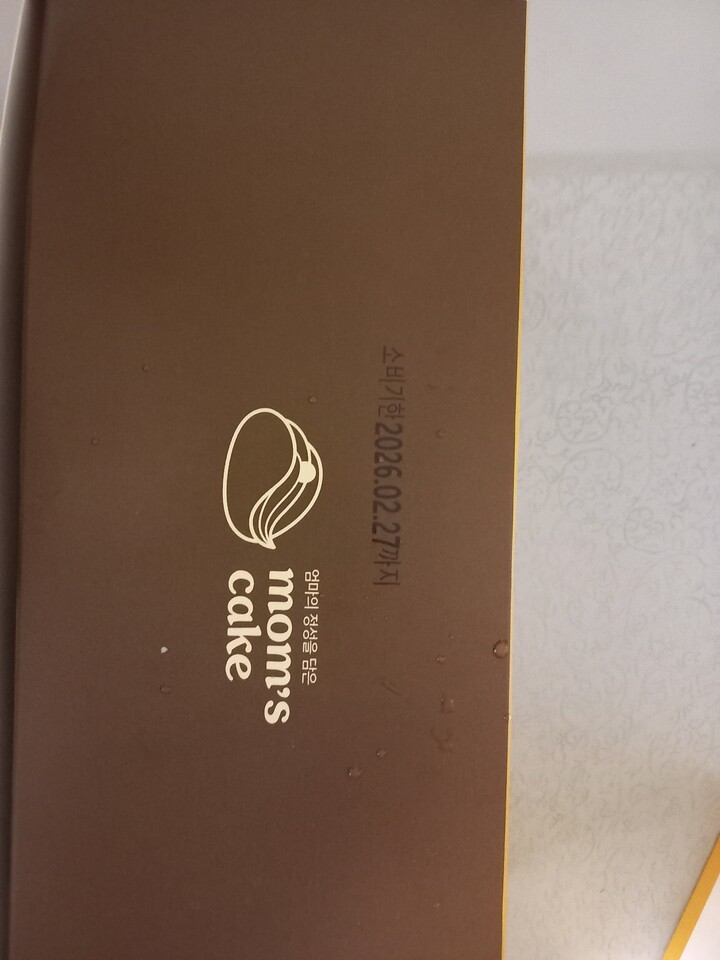 소비기한2026.02.27까지
엄마의 정성을 담은
mom's
cake